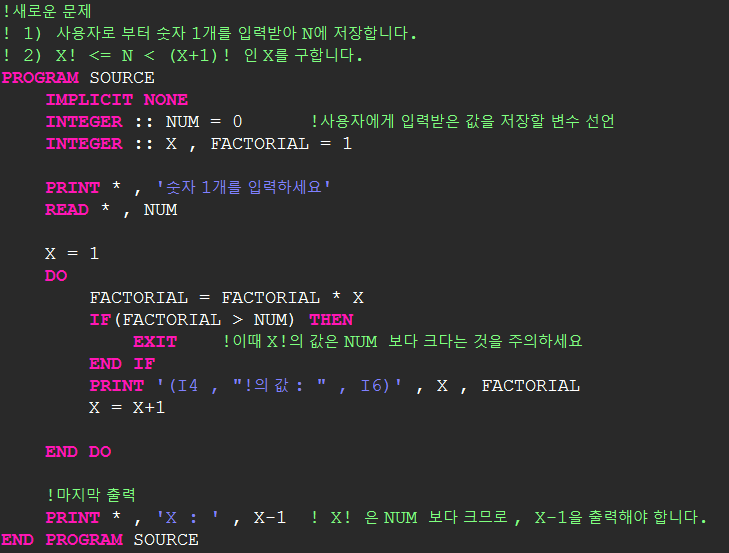 !새로운 문제
! 1) 사용자로 부터 숫자 1개를 입력받아 N에 저장합니다.
! 2) X! <= N < (X+1)! 인 X를 구합니다.
PROGRAM SOURCE
    IMPLICIT NONE
    INTEGER :: NUM = 0      !사용자에게 입력받은 값을 저장할 변수 선언
    INTEGER :: X , FACTORIAL = 1

    PRINT * , '숫자 1개를 입력하세요'
    READ * , NUM

    X = 1
    DO
        FACTORIAL = FACTORIAL * X
        IF(FACTORIAL > NUM) THEN
            EXIT    !이때 X!의 값은 NUM 보다 크다는 것을 주의하세요
        END IF
        PRINT '(I4 , "!의 값 : " , I6)' , X , FACTORIAL
        X = X+1

    END DO

    !마지막 출력
    PRINT * , 'X : ' , X-1  ! X! 은 NUM 보다 크므로 , X-1을 출력해야 합니다.
END PROGRAM SOURCE